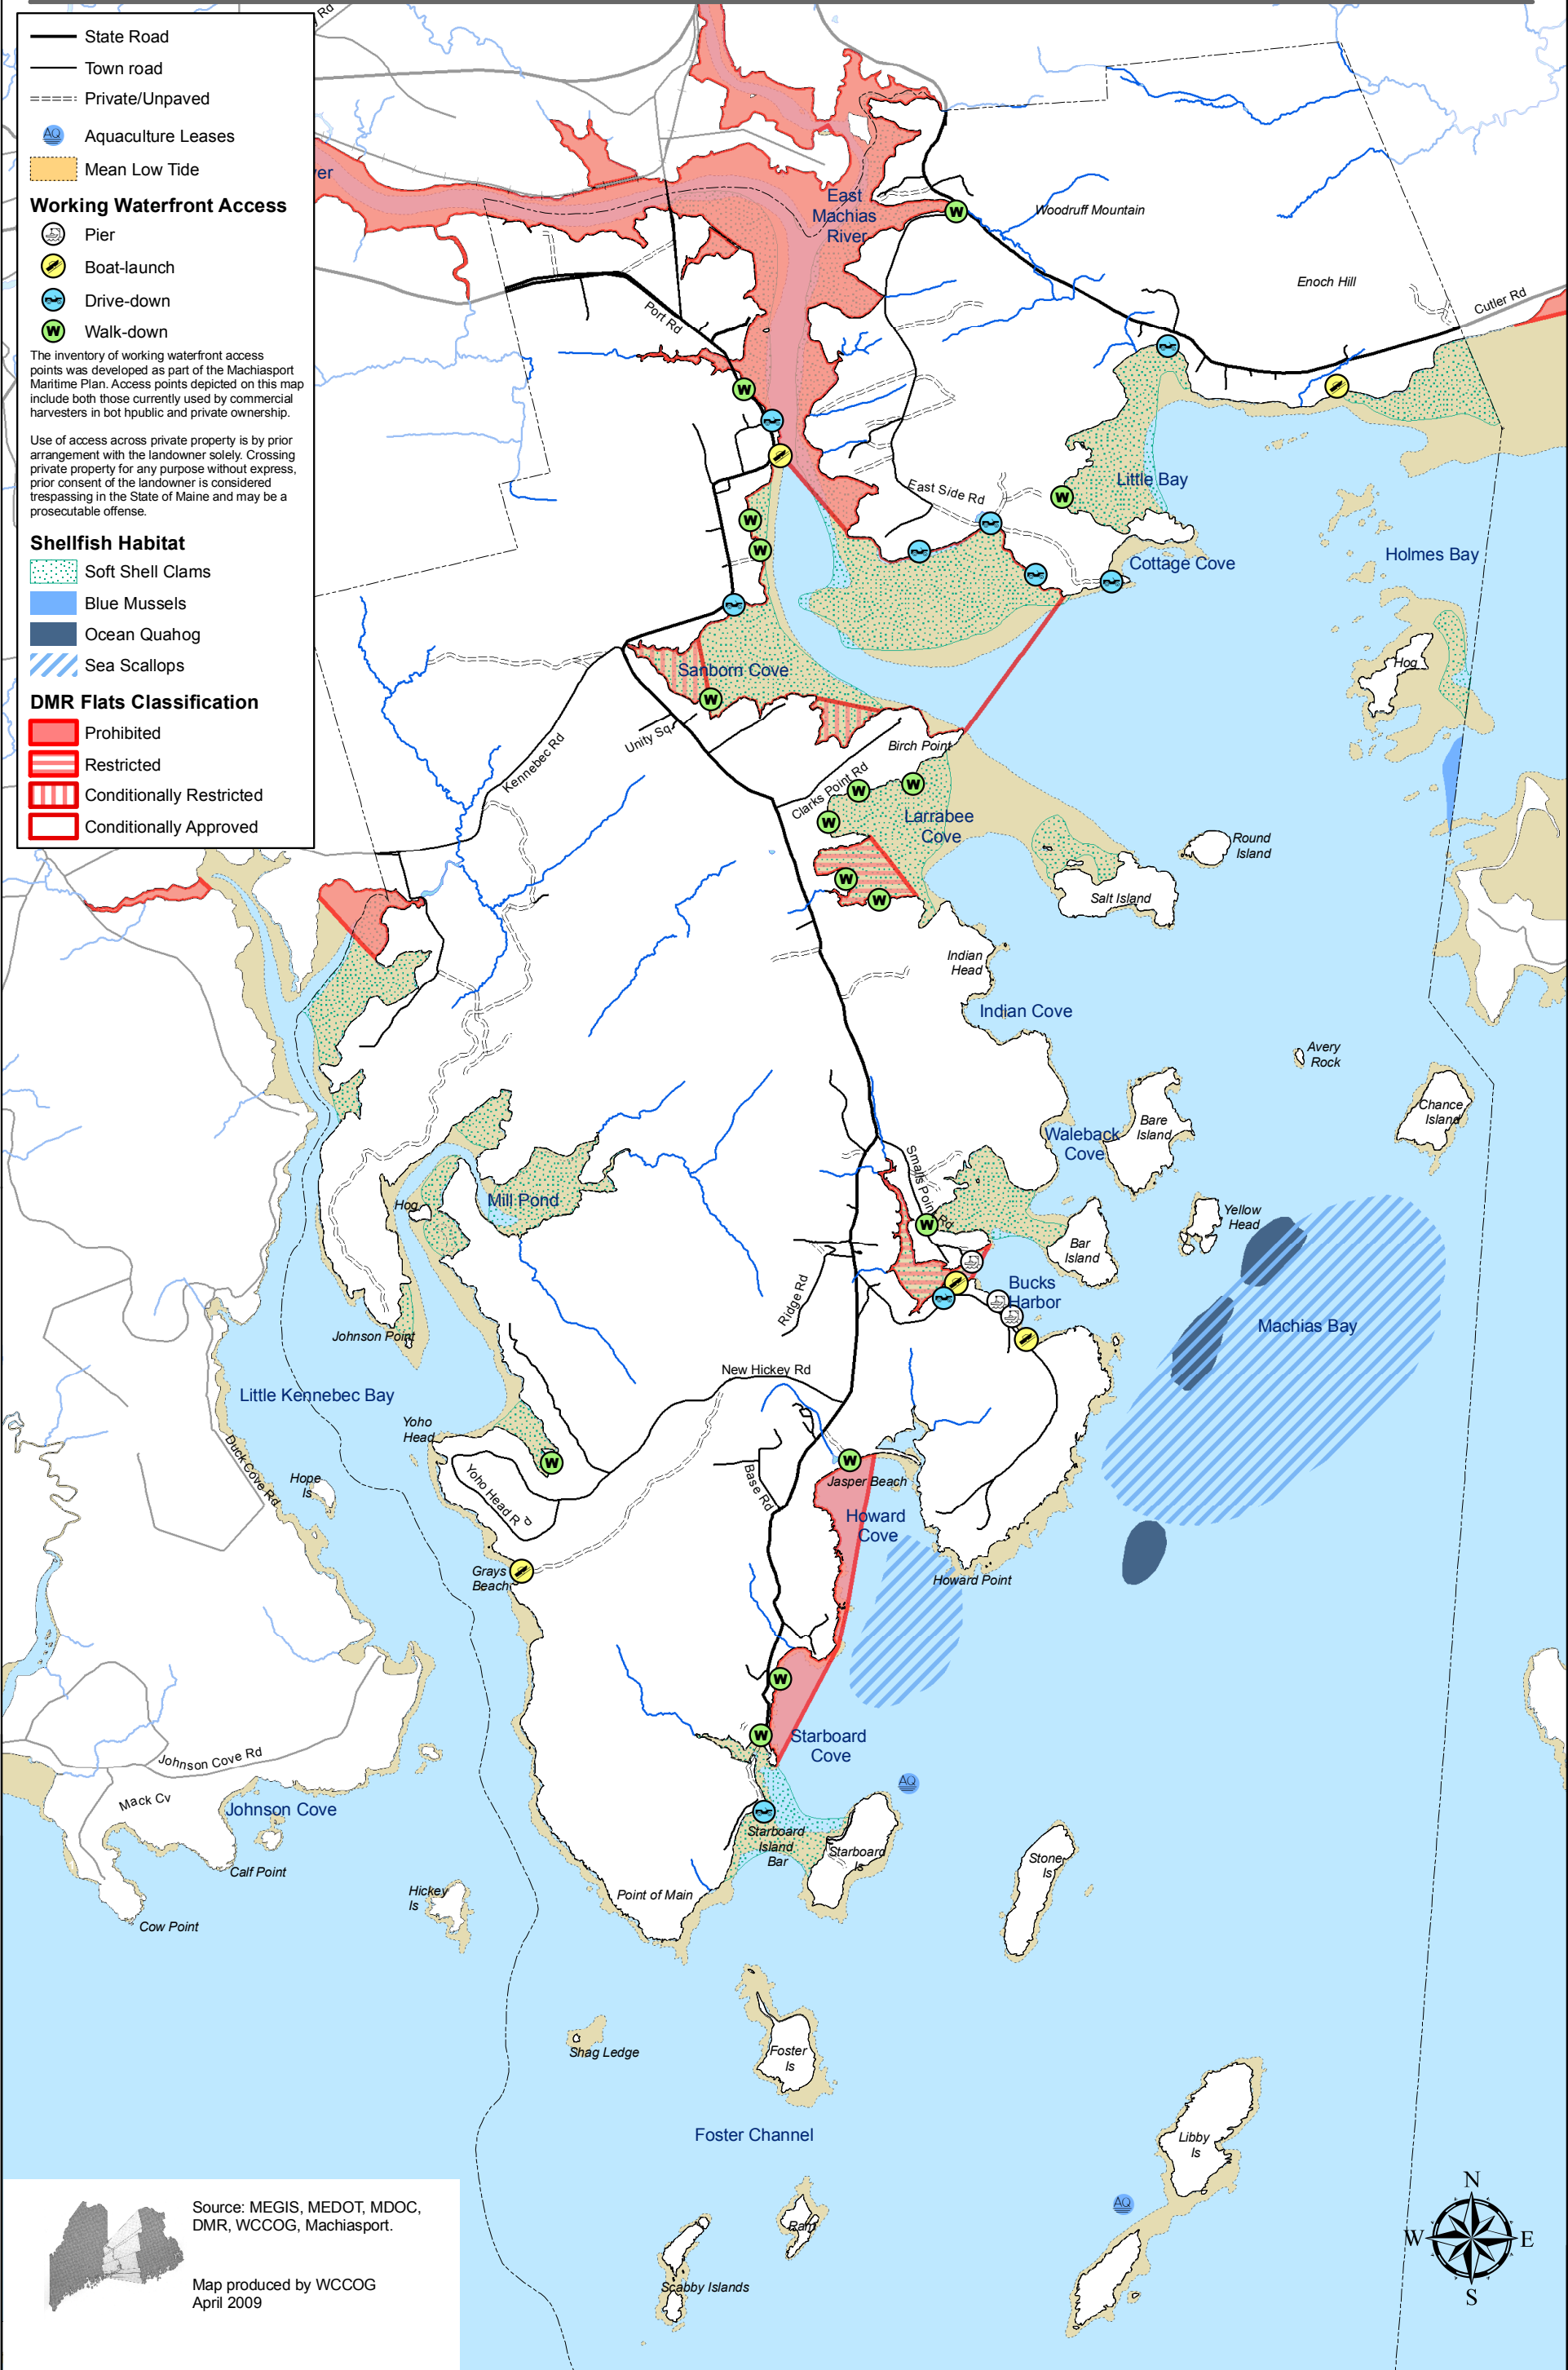 State Road
Town road
Private/Unpaved
AQ
Aquaculture Leases
Mean Low Tide
Working Waterfront Access
Pier
Boat-launch
Drive-down
W
Walk-down
The inventory of working waterfront access
points was developed as part of the Machiasport
Maritime Plan. Access points depicted on this map
include both those currently used by commercial
harvesters in bot hpublic and private ownership.
Use of access across private property is by prior
arrangement with the landowner solely. Crossing
private property for any purpose without express,
prior consent of the landowner is considered
trespassing in the State of Maine and may be a
prosecutable offense.
Shellfish Habitat
Soft Shell Clams
Blue Mussels
Ocean Quahog
Sea Scallops
DMR Flats Classification
Prohibited
Restricted
Conditionally Restricted
Conditionally Approved
Rd
ver
East
Machias
River
W
Woodruff Mountain
Enoch Hill
Cutler Rd
Port Rd
W
East Side Rd
W
Little Bay
W
W
Cottage Cove
Holmes Bay
Sanborn Cove
W
Hog
Unity Sq
Kennebec Rd
Birch Point
Clarks Point Rd
W
W
W
Larrabee
Cove
Round
Island
W
W
Salt Island
Indian
Head
Indian Cove
Avery
Rock
Chance
Island
Bare
Island
Waleback
Cove
Smalls Point Rd
Mill Pond
Hog
W
Yellow
Head
Bar
Island
Bucks
Harbor
Machias Bay
Ridge Rd
Johnson Point
New Hickey Rd
Little Kennebec Bay
Yoho
Head
Duck Cove Rd
W
W
Jasper Beach
Hope
Is
Yoho Head Rd
Base Rd
Howard
Cove
Grays
Beach
Howard Point
W
W
Starboard
Cove
Johnson Cove Rd
AQ
Mack Cv
Johnson Cove
Starboard
Island
Bar
Starboard
Is
Stone
Is
Calf Point
Hickey
Is
Point of Main
Cow Point
Shag Ledge
Foster
Is
Foster Channel
Libby
Is
AQ
Ram
Scabby Islands
Source: MEGIS, MEDOT, MDOC,
DMR, WCCOG, Machiasport.
Map produced by WCCOG
April 2009
N
W
E
S